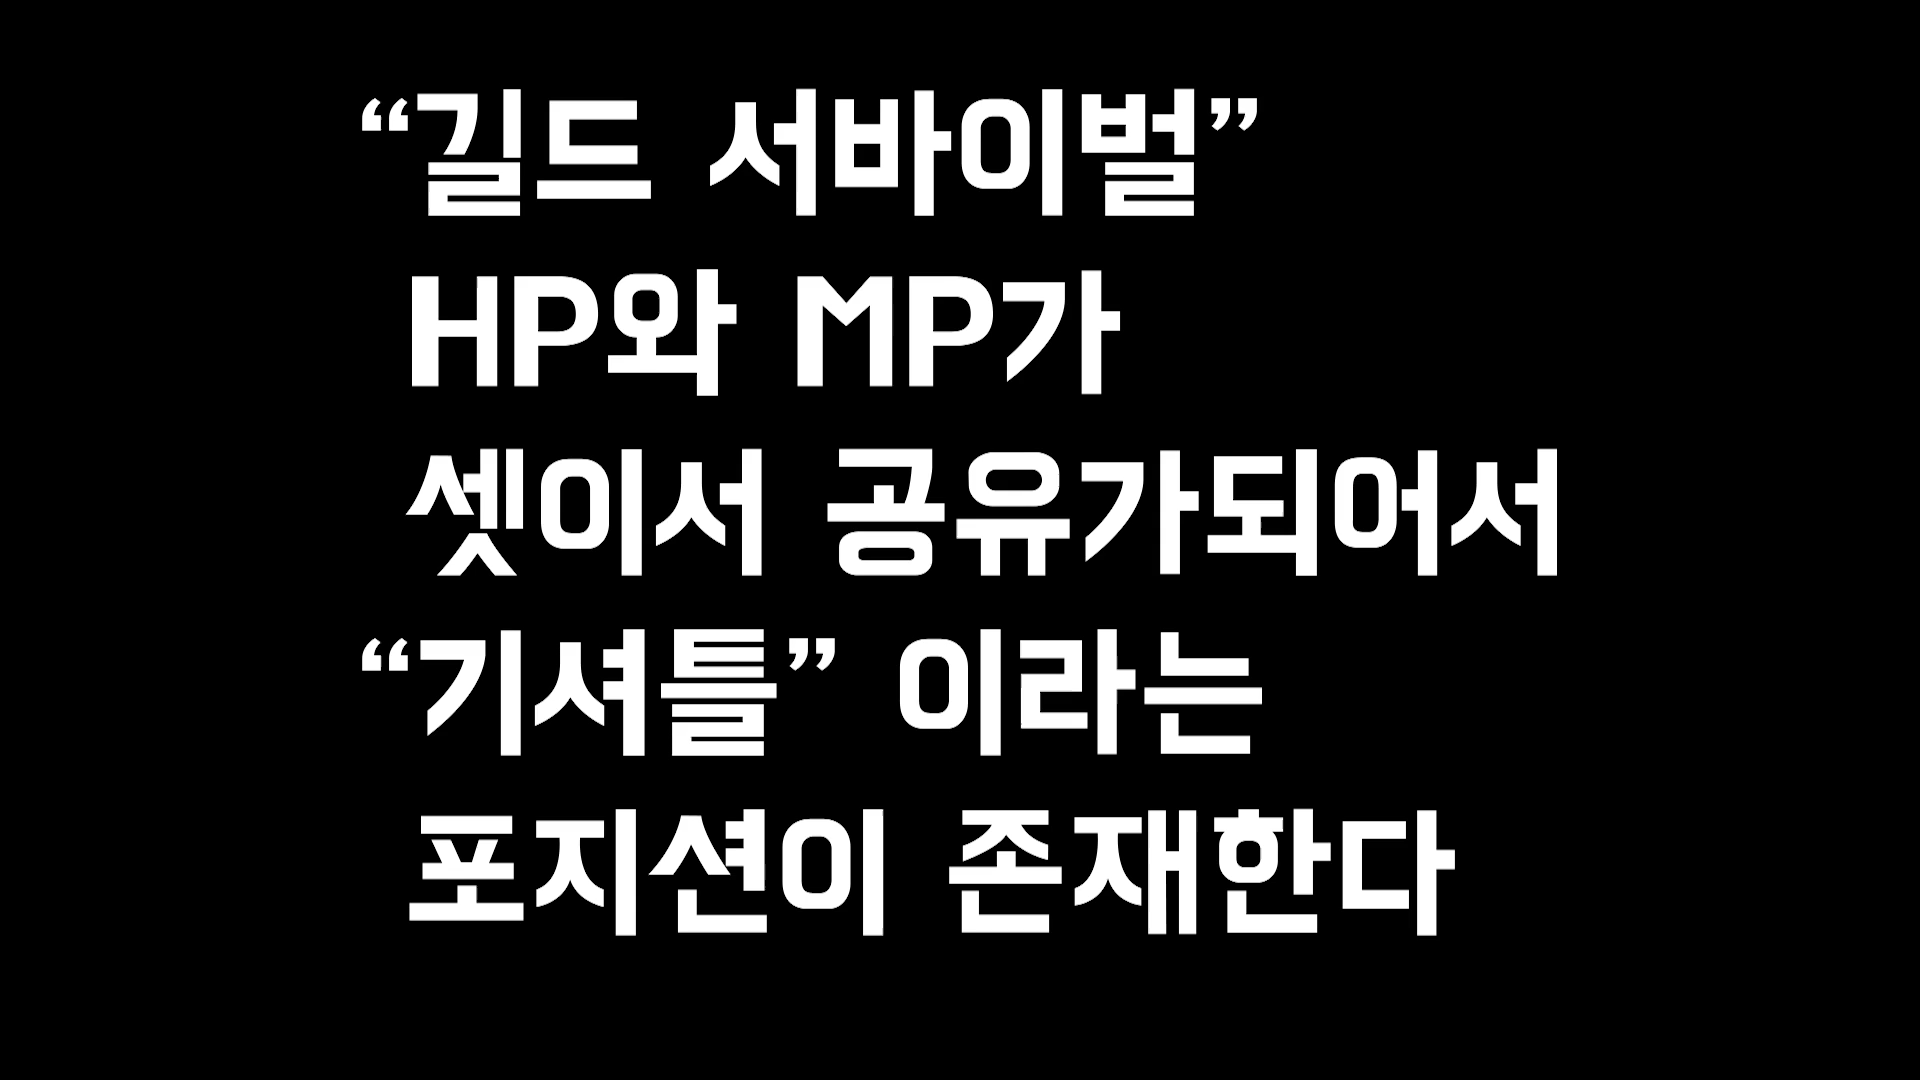 “길드 서바이벌”
HP와 MP가
셋이서 공유가되어서
“기셔틀” 이라는
포지션이 존재한다